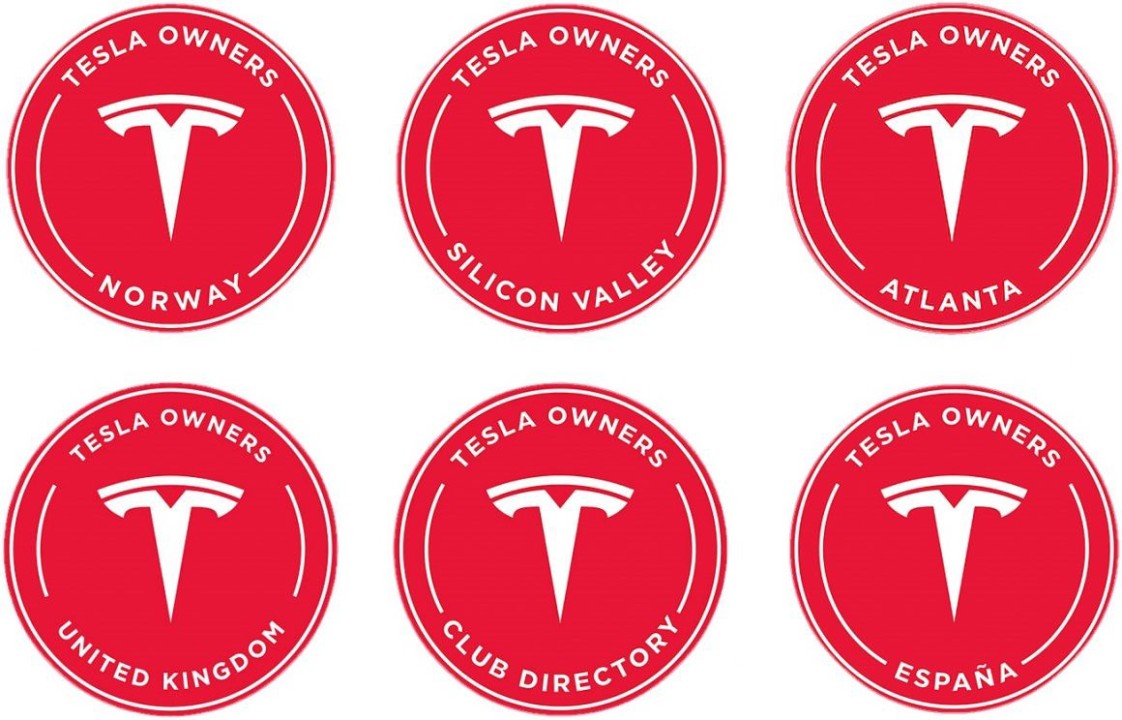 TESLA OWNERS
NORWAY
TESLA OWNERS
SILICON VALLEY
TESLA OWNERS
ATLANTA
TESLA OWNERS
UNITED KINGDOM
TESLA OWNERS
CLUB DIRECTORY
TESLA OWNERS
ESPAÑA